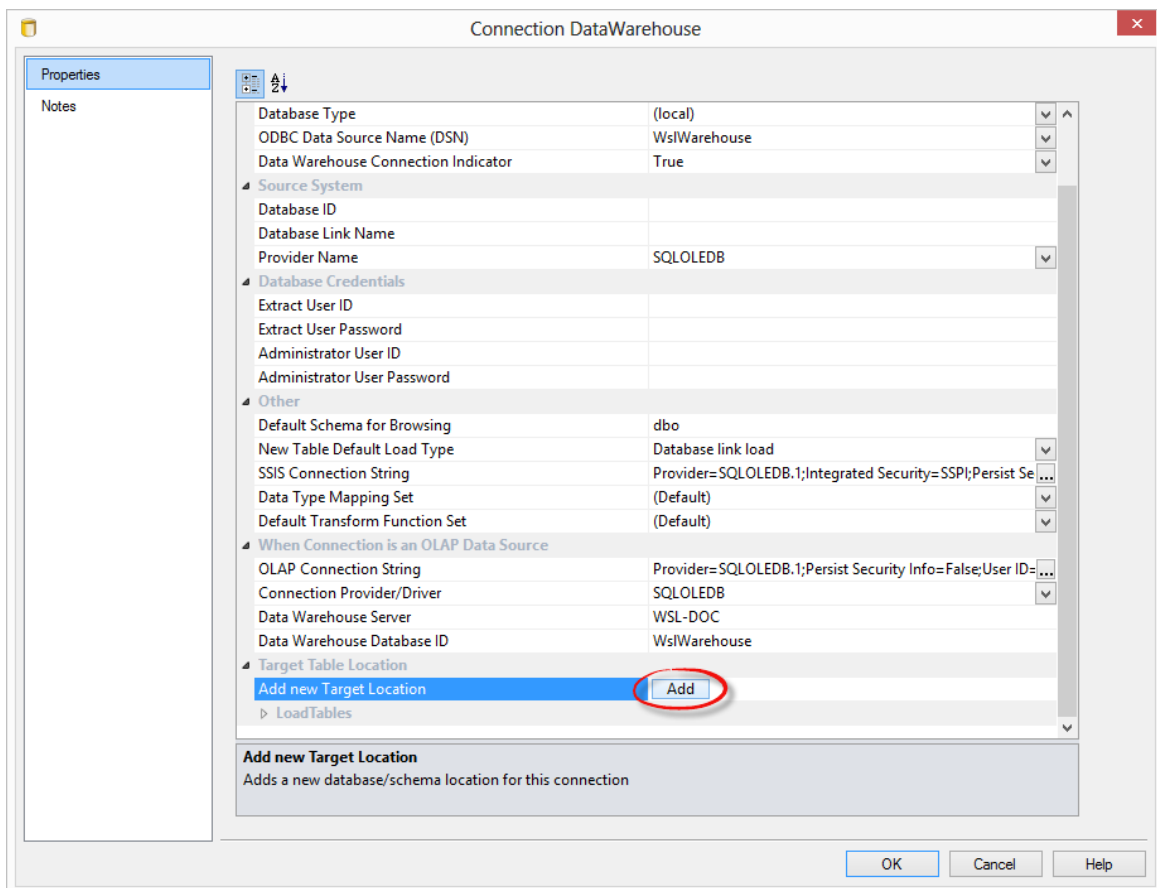 Connection DataWarehouse
Properties
Notes
Database Type (local)
ODBC Data Source Name (DSN) WslWarehouse
Data Warehouse Connection Indicator True
Source System
Database ID
Database Link Name
Provider Name SQLOLEDB
Database Credentials
Extract User ID
Extract User Password
Administrator User ID
Administrator User Password
Other
Default Schema for Browsing dbo
New Table Default Load Type Database link load
SSIS Connection String Provider=SQLOLEDB.1;Integrated Security=SSPI;Persist Se ...
Data Type Mapping Set (Default)
Default Transform Function Set (Default)
When Connection is an OLAP Data Source
OLAP Connection String Provider=SQLOLEDB.1;Persist Security Info=False;User ID= ...
Connection Provider/Driver SQLOLEDB
Data Warehouse Server WSL-DOC
Data Warehouse Database ID WslWarehouse
Target Table Location
Add new Target Location Add
LoadTables
Add new Target Location
Adds a new database/schema location for this connection
OK Cancel Help